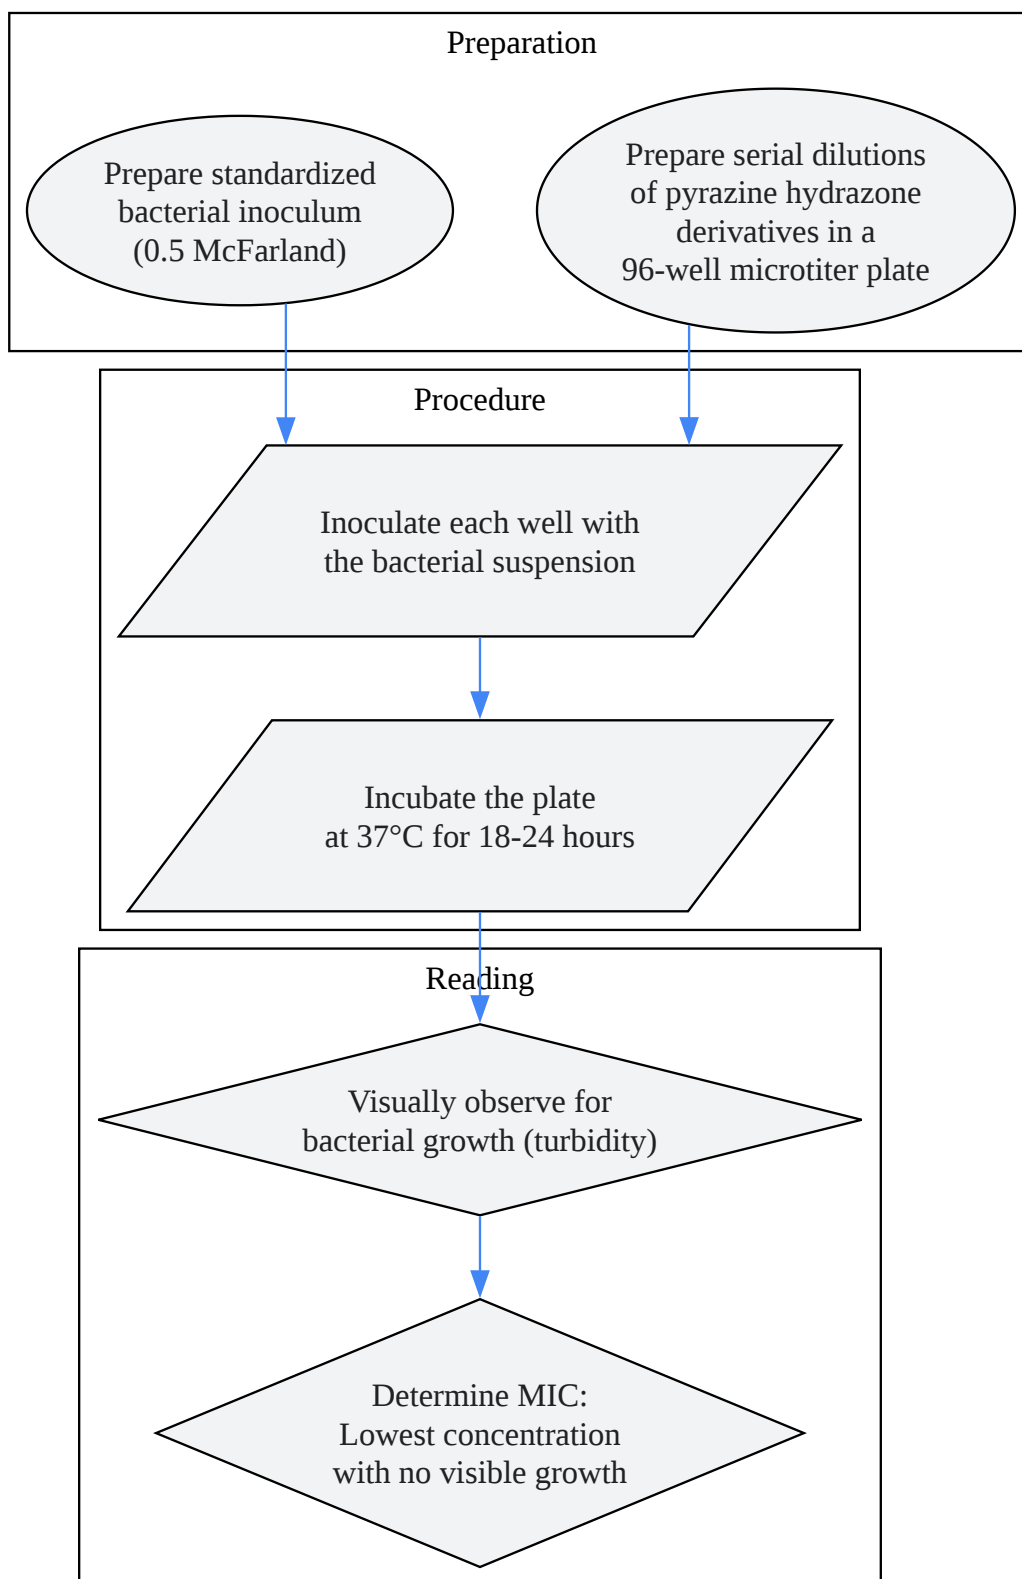 Preparation
Prepare standardized
bacterial inoculum
(0.5 McFarland)
Prepare serial dilutions
of pyrazine hydrazone
derivatives in a
96-well microtiter plate
Procedure
Inoculate each well with
the bacterial suspension
Incubate the plate
at 37°C for 18-24 hours
Reading
Visually observe for
bacterial growth (turbidity)
Determine MIC:
Lowest concentration
with no visible growth